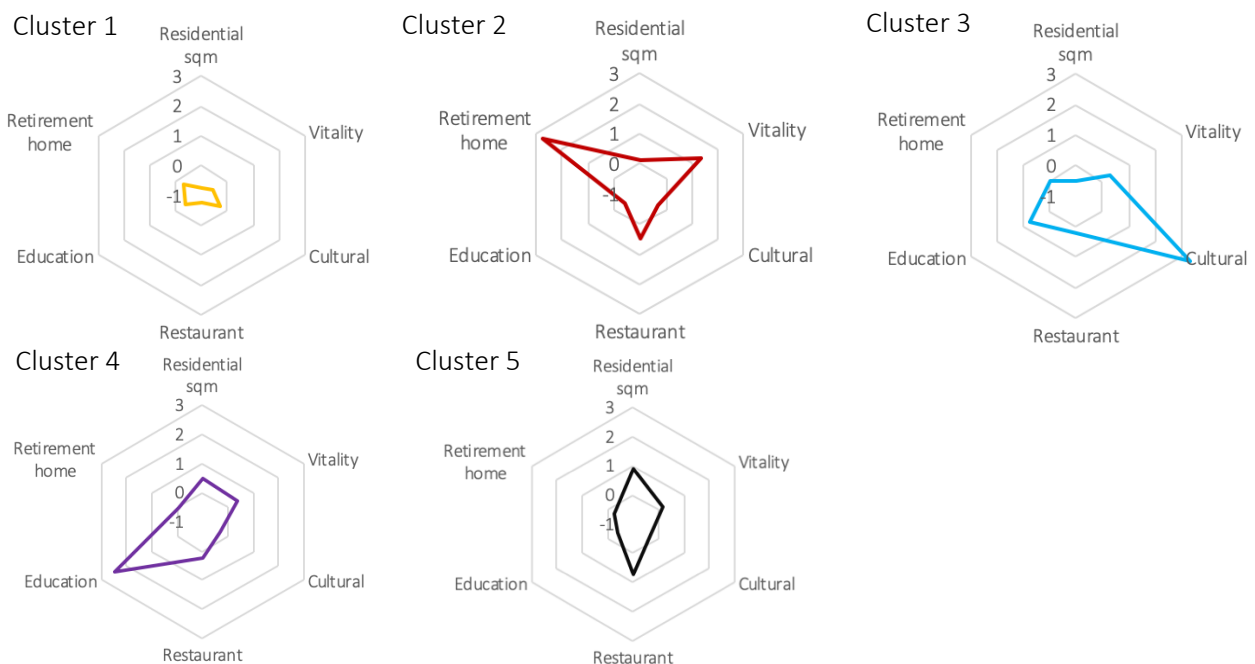 Cluster 1
Residential
sqm
3
2
1
0
-1
Retirement
home
Vitality
Education
Cultural
Restaurant
Cluster 2
Residential
sqm
3
2
1
0
-1
Retirement
home
Vitality
Education
Cultural
Restaurant
Cluster 3
Residential
sqm
3
2
1
0
-1
Retirement
home
Vitality
Education
Cultural
Restaurant
Cluster 4
Residential
sqm
3
2
1
0
-1
Retirement
home
Vitality
Education
Cultural
Restaurant
Cluster 5
Residential
sqm
3
2
1
0
-1
Retirement
home
Vitality
Education
Cultural
Restaurant